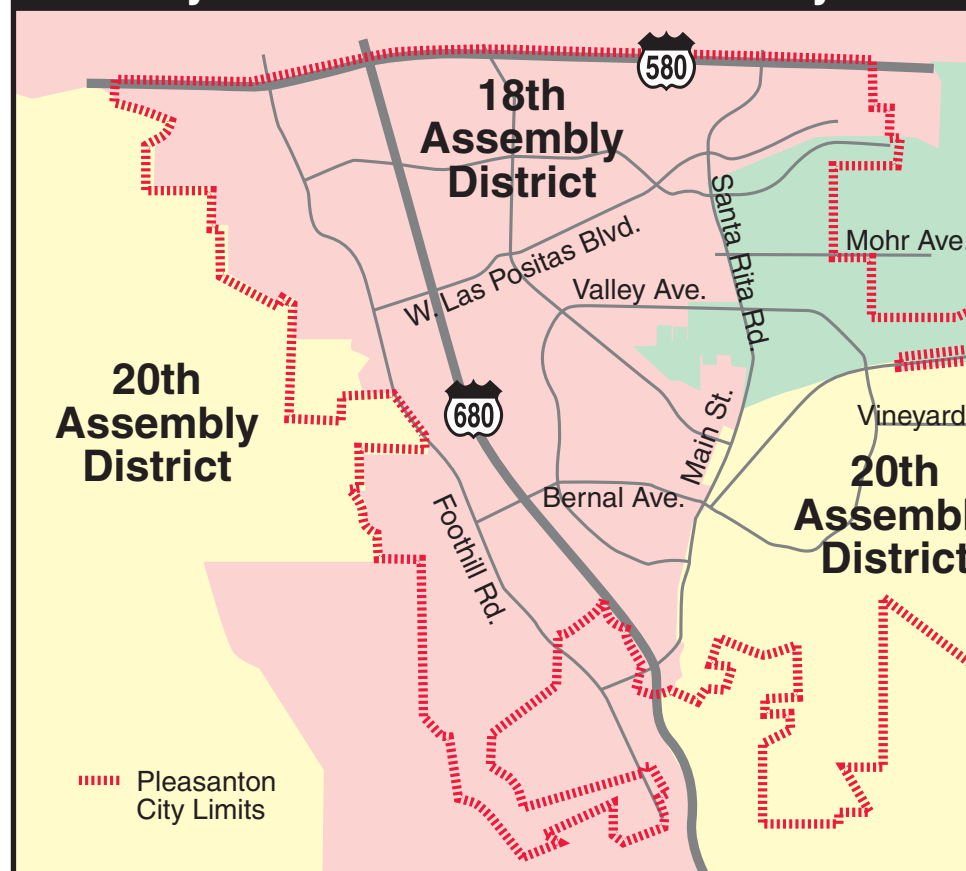 580
18th
Assembly
District
Santa Rita Rd.
Mohr Ave.
W. Las Positas Blvd.
Valley Ave.
20th
Assembly
District
680
Main St.
Vineyard
20th
Assembl
District
Bernal Ave.
Foothill Rd.
Pleasanton
City Limits